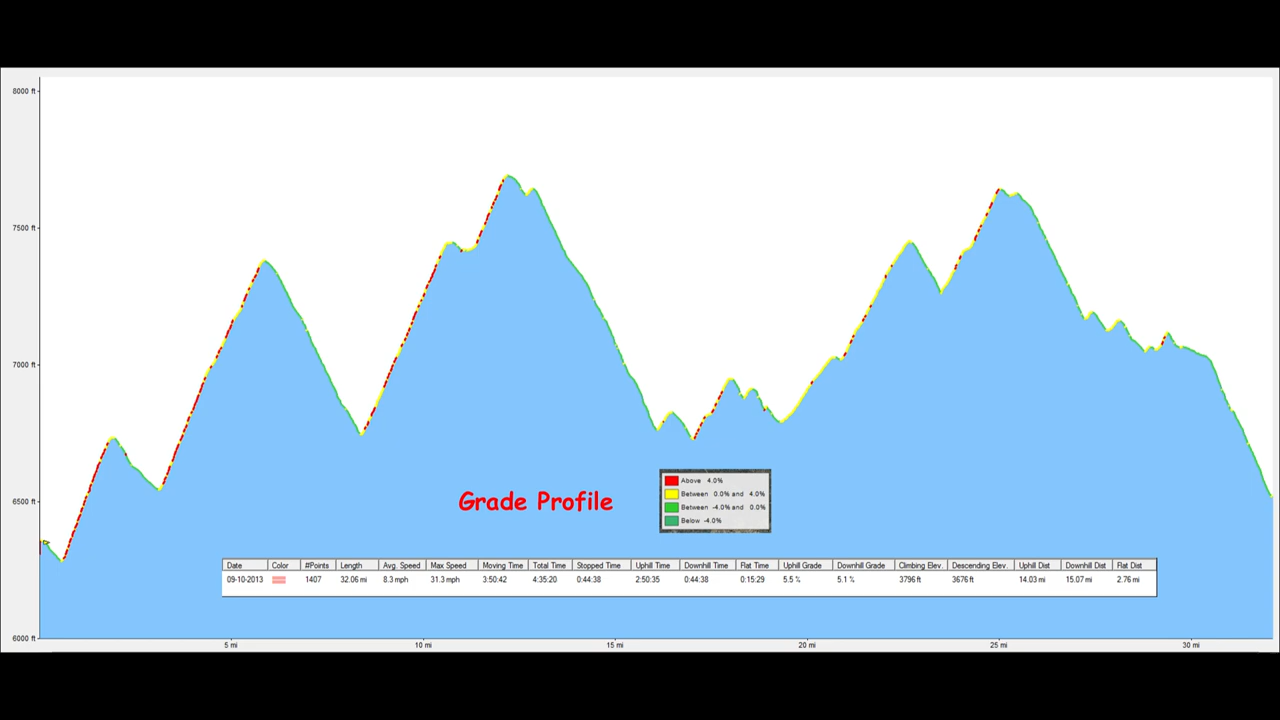 8000 ft
7500 ft
7000 ft
6500 ft
6000 ft
Grade Profile
Above 4.0%
Between 0.0% and 4.0%
Between -4.0% and 0.0%
Below -4.0%
Date Color #Points Length Avg. Speed Max Speed Moving Time Total Time Stopped Time Uphill Time Downhill Time Flat Time Uphill Grade Downhill Grade Climbing Elev. Descending Elev. Uphill Dist Downhill Dist Flat Dist
09-10-2013 1407 32.06 mi 8.3 mph 31.3 mph 3:50:42 4:35:20 0:44:38 2:50:35 0:44:38 0:15:29 5.5 % 5.1 % 3796 ft 3676 ft 14.03 mi 15.07 mi 2.76 mi
5 mi 10 mi 15 mi 20 mi 25 mi 30 mi